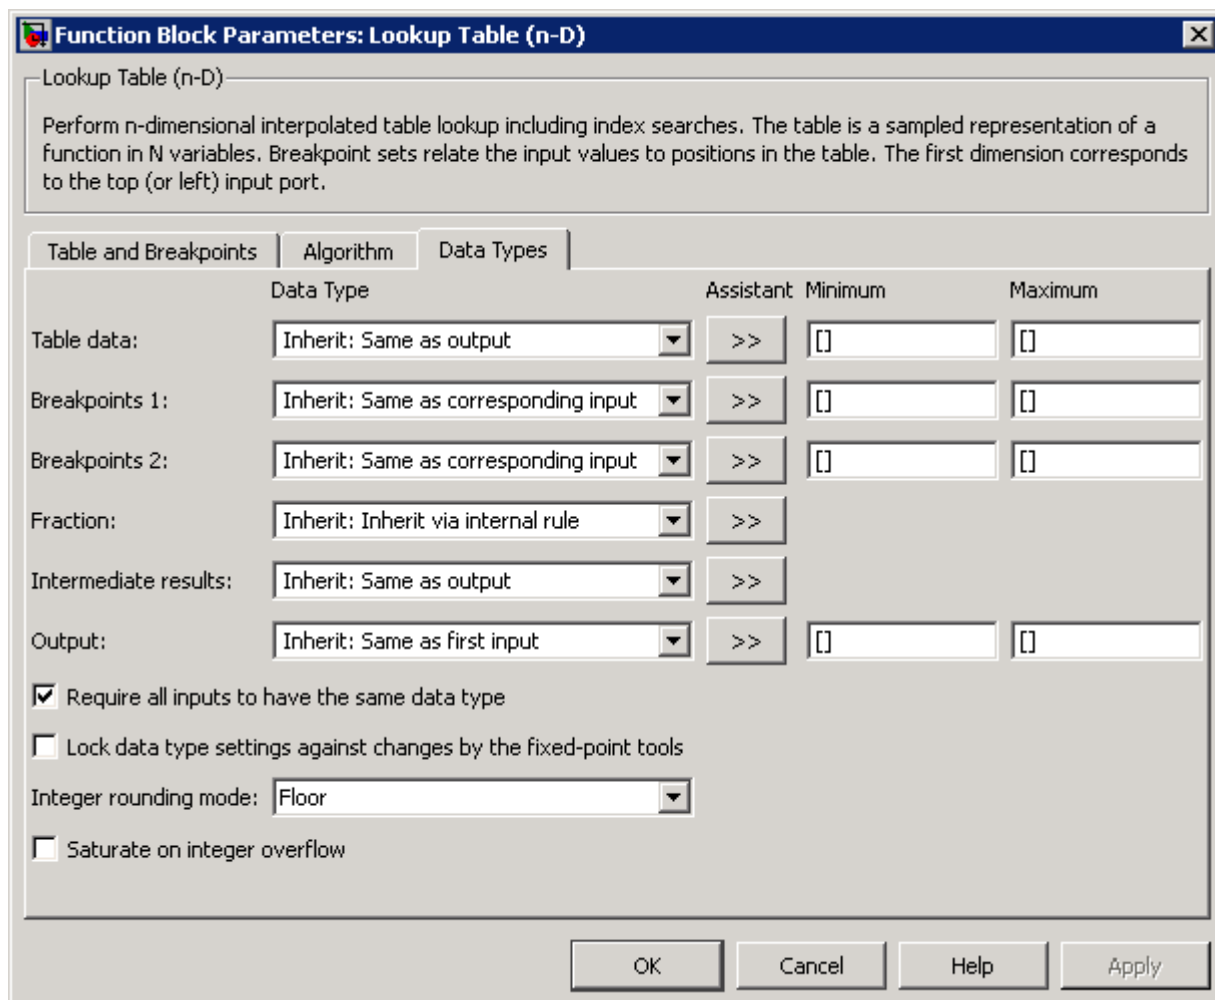 Function Block Parameters: Lookup Table (n-D)
Lookup Table (n-D)
Perform n-dimensional interpolated table lookup including index searches. The table is a sampled representation of a
function in N variables. Breakpoint sets relate the input values to positions in the table. The first dimension corresponds
to the top (or left) input port.
Table and Breakpoints Algorithm Data Types
Data Type Assistant Minimum Maximum
Table data: Inherit: Same as output >> [] []
Breakpoints 1: Inherit: Same as corresponding input >> [] []
Breakpoints 2: Inherit: Same as corresponding input >> [] []
Fraction: Inherit: Inherit via internal rule >>
Intermediate results: Inherit: Same as output >>
Output: Inherit: Same as first input >> [] []
Require all inputs to have the same data type
Lock data type settings against changes by the fixed-point tools
Integer rounding mode: Floor
Saturate on integer overflow
OK Cancel Help Apply